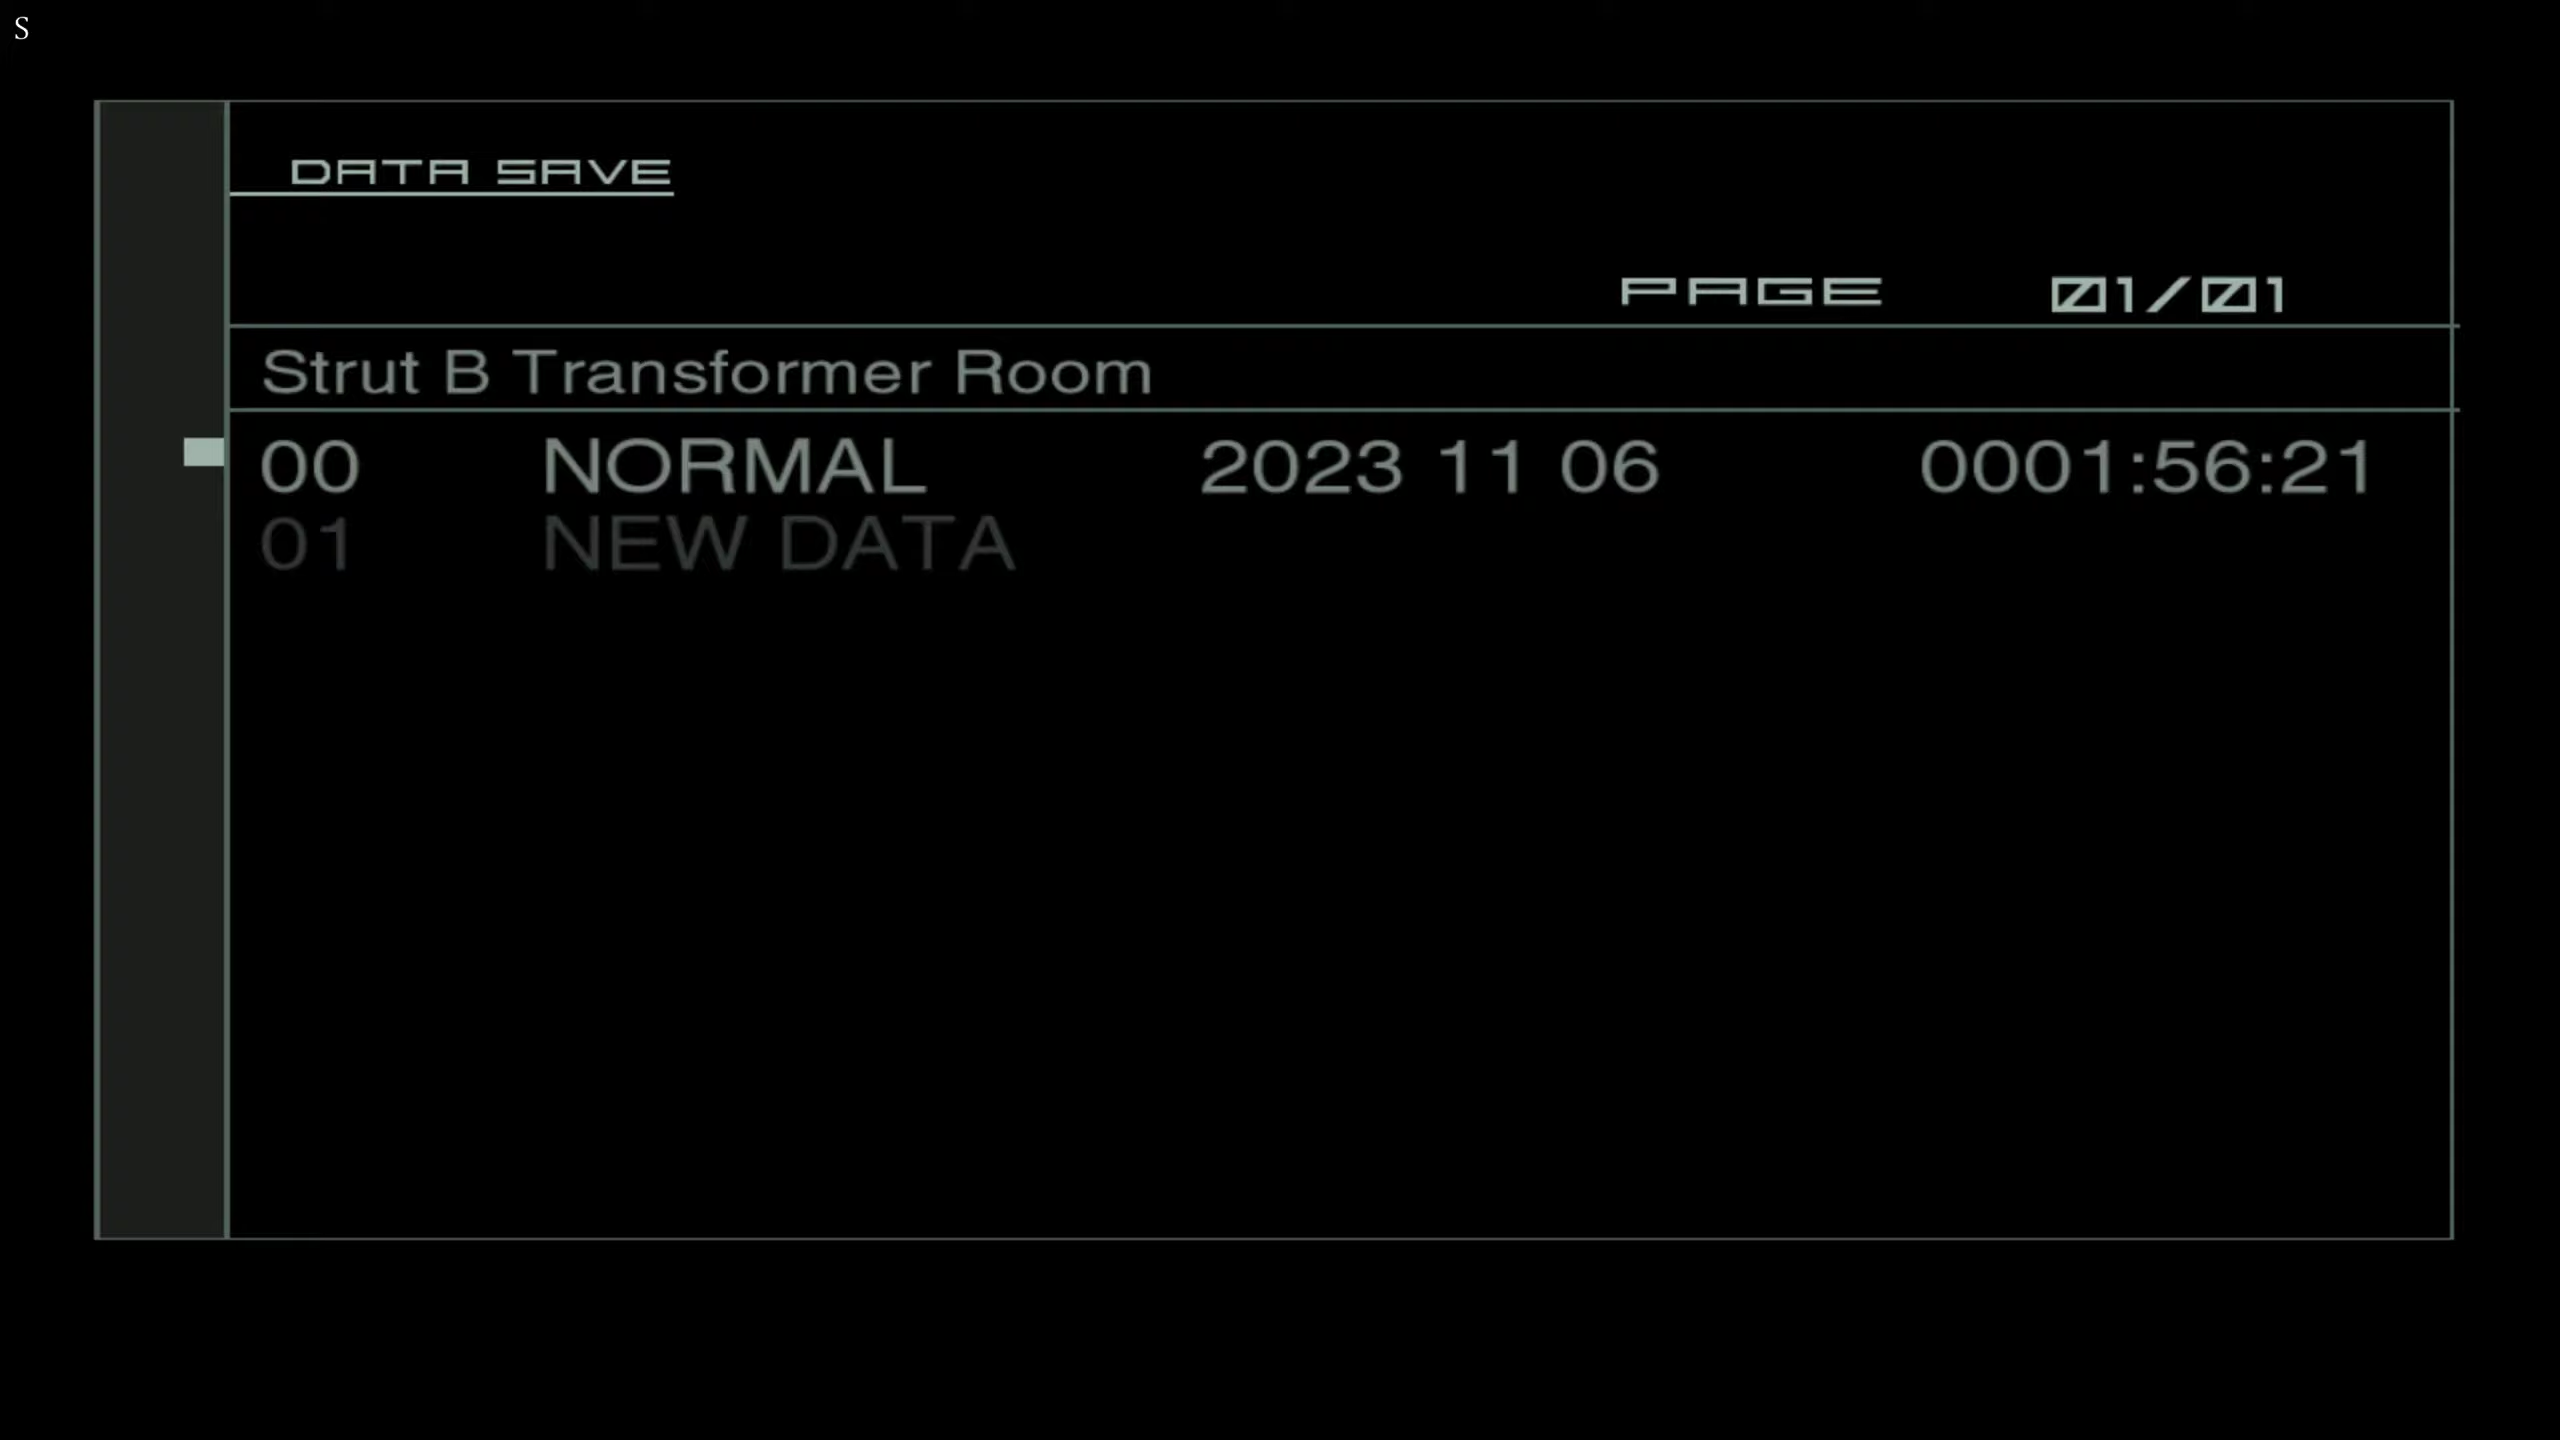 S
DATA SAVE
PAGE 01/01
Strut B Transformer Room
00 NORMAL 2023 11 06 0001:56:21
01 NEW DATA